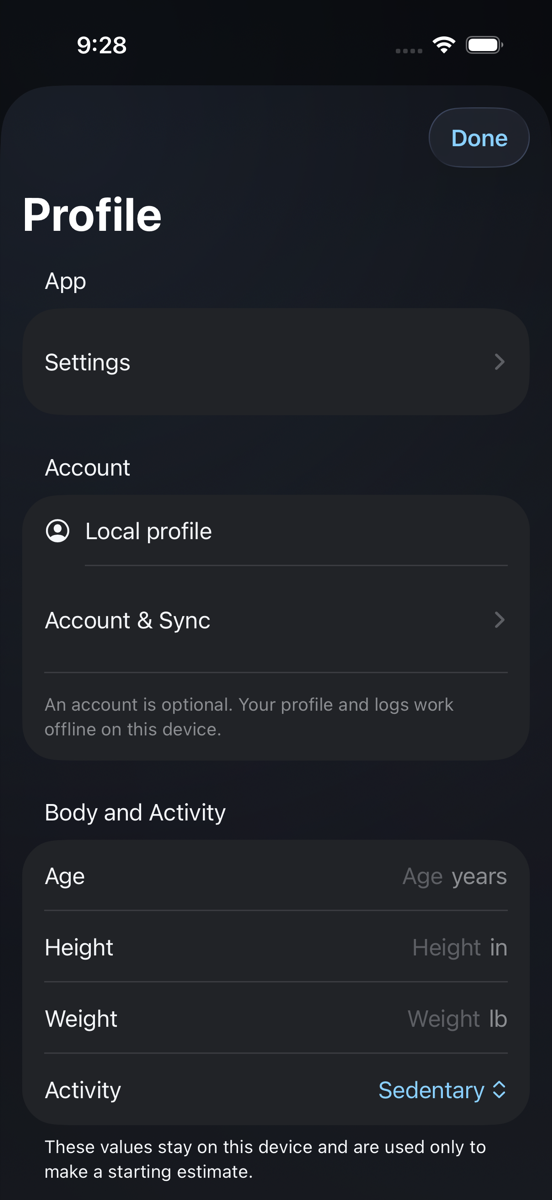 9:28
Done
Profile
App
Settings
Account
Local profile
Account & Sync
An account is optional. Your profile and logs work
offline on this device.
Body and Activity
Age Age years
Height Height in
Weight Weight lb
Activity Sedentary
These values stay on this device and are used only to
make a starting estimate.